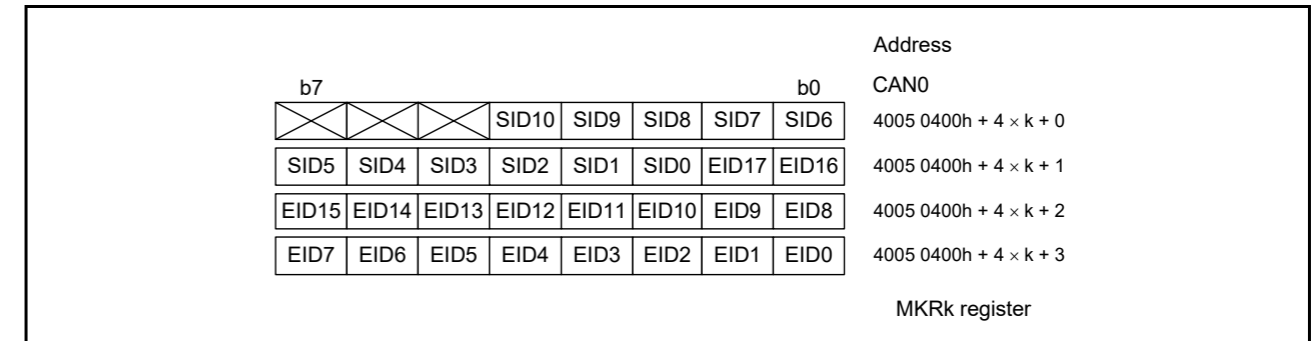 Address
b7 b0 CAN0
SID10 SID9 SID8 SID7 SID6 4005 0400h + 4 × k + 0
SID5 SID4 SID3 SID2 SID1 SID0 EID17 EID16 4005 0400h + 4 × k + 1
EID15 EID14 EID13 EID12 EID11 EID10 EID9 EID8 4005 0400h + 4 × k + 2
EID7 EID6 EID5 EID4 EID3 EID2 EID1 EID0 4005 0400h + 4 × k + 3
MKRk register